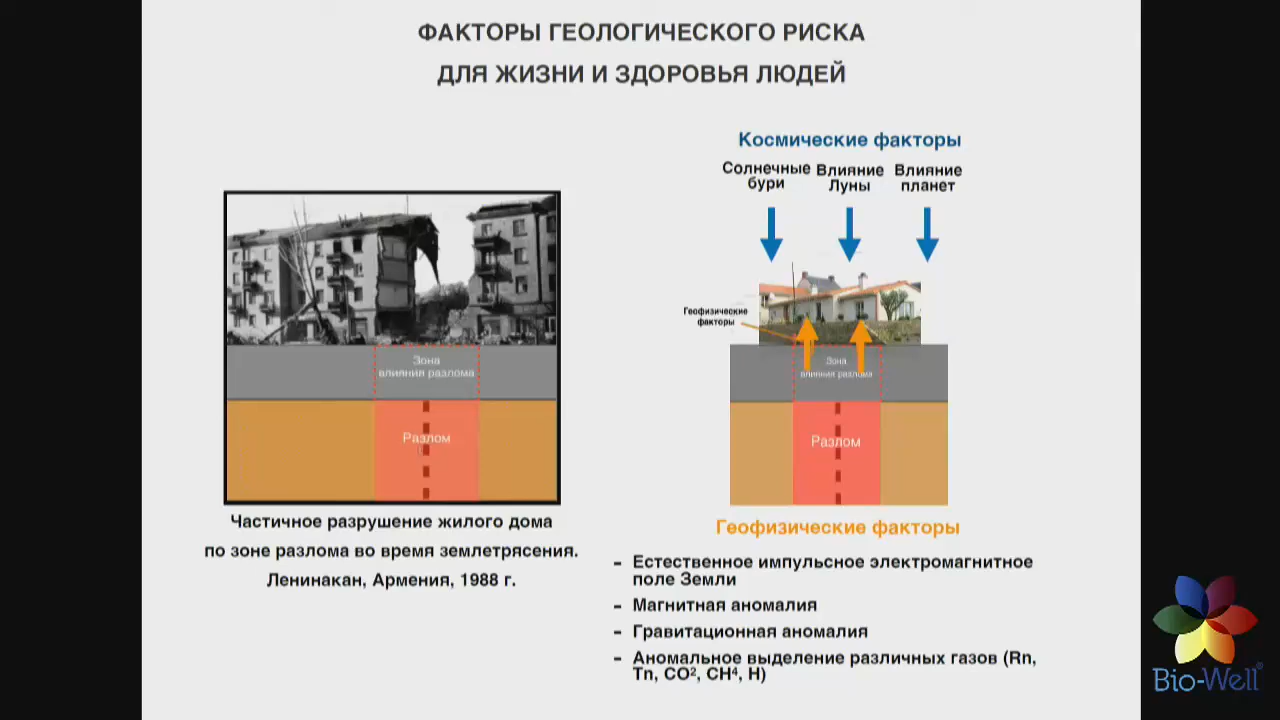 ФАКТОРЫ ГЕОЛОГИЧЕСКОГО РИСКА
ДЛЯ ЖИЗНИ И ЗДОРОВЬЯ ЛЮДЕЙ
Зона
влияния разлома
Разлом
Частичное разрушение жилого дома
по зоне разлома во время землетрясения.
Ленинакан, Армения, 1988 г.
Космические факторы
Солнечные бури
Влияние Луны
Влияние планет
Геофизические
факторы
Зона
влияния разлома
Разлом
Геофизические факторы
- Естественное импульсное электромагнитное
поле Земли
- Магнитная аномалия
- Гравитационная аномалия
- Аномальное выделение различных газов (Rn,
Tn, CO², CH⁴, H)
Bio-Well®